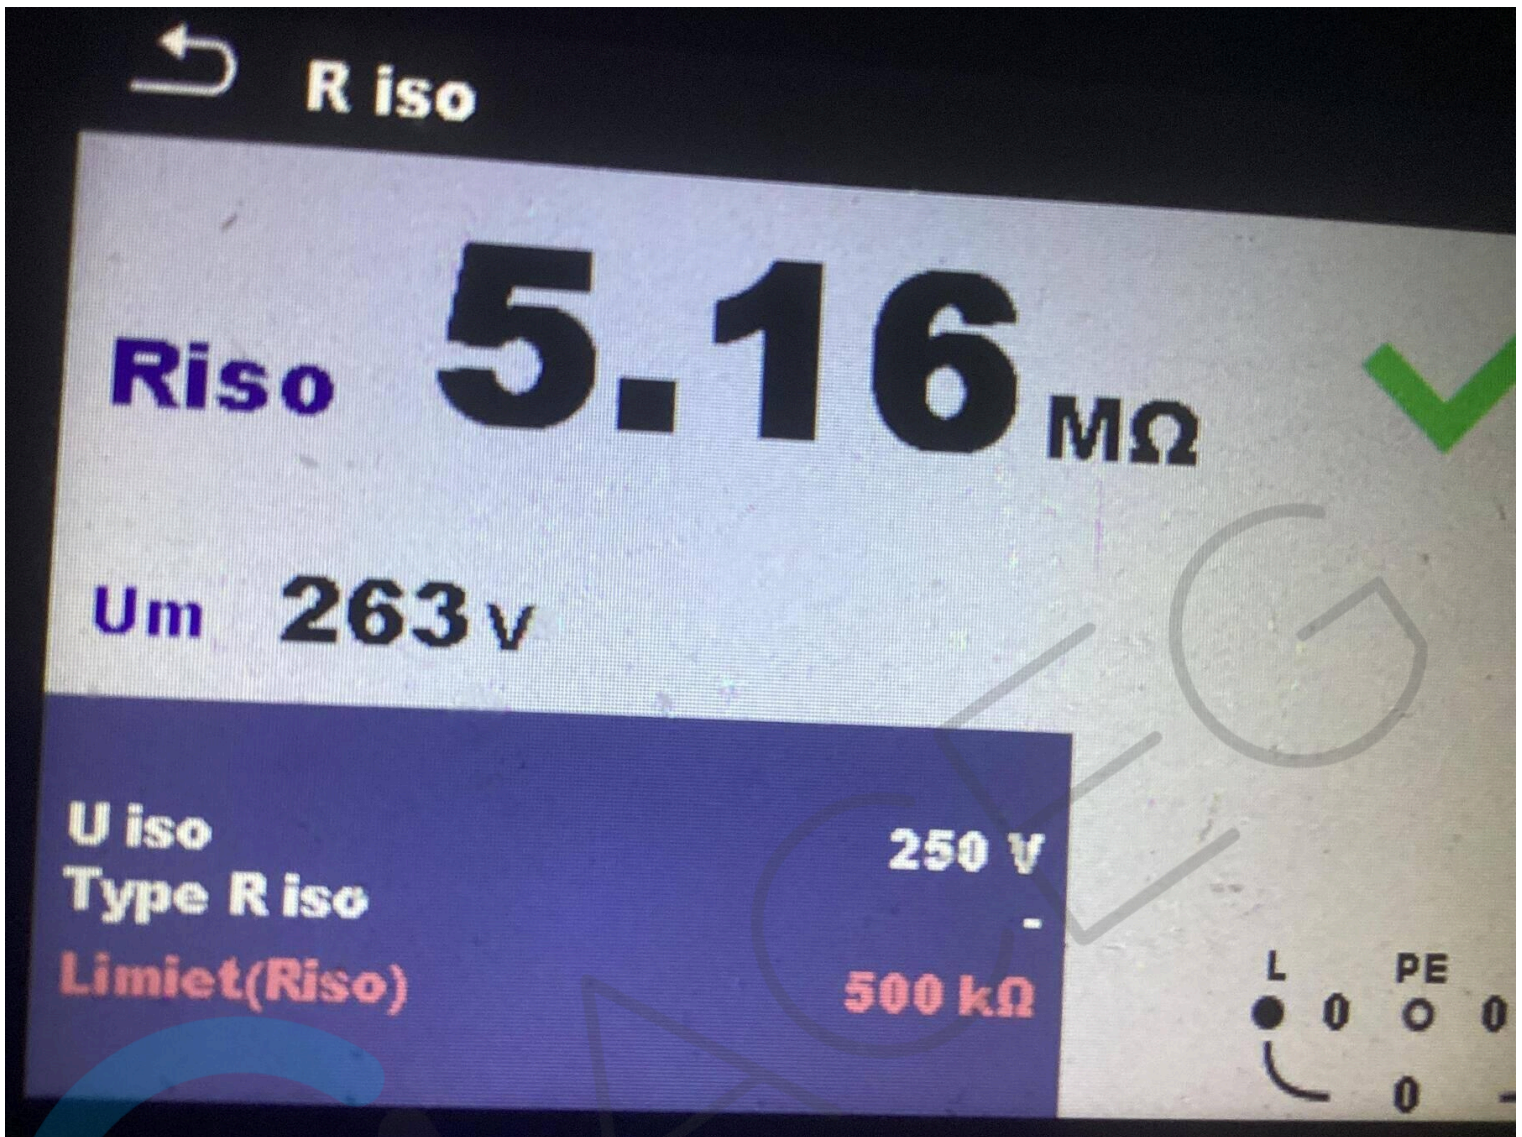 R iso
Riso 5.16 MΩ
Um 263 V
U iso 250 V
Type R iso -
Limiet(Riso) 500 kΩ
L PE
0 0
0
ACEG